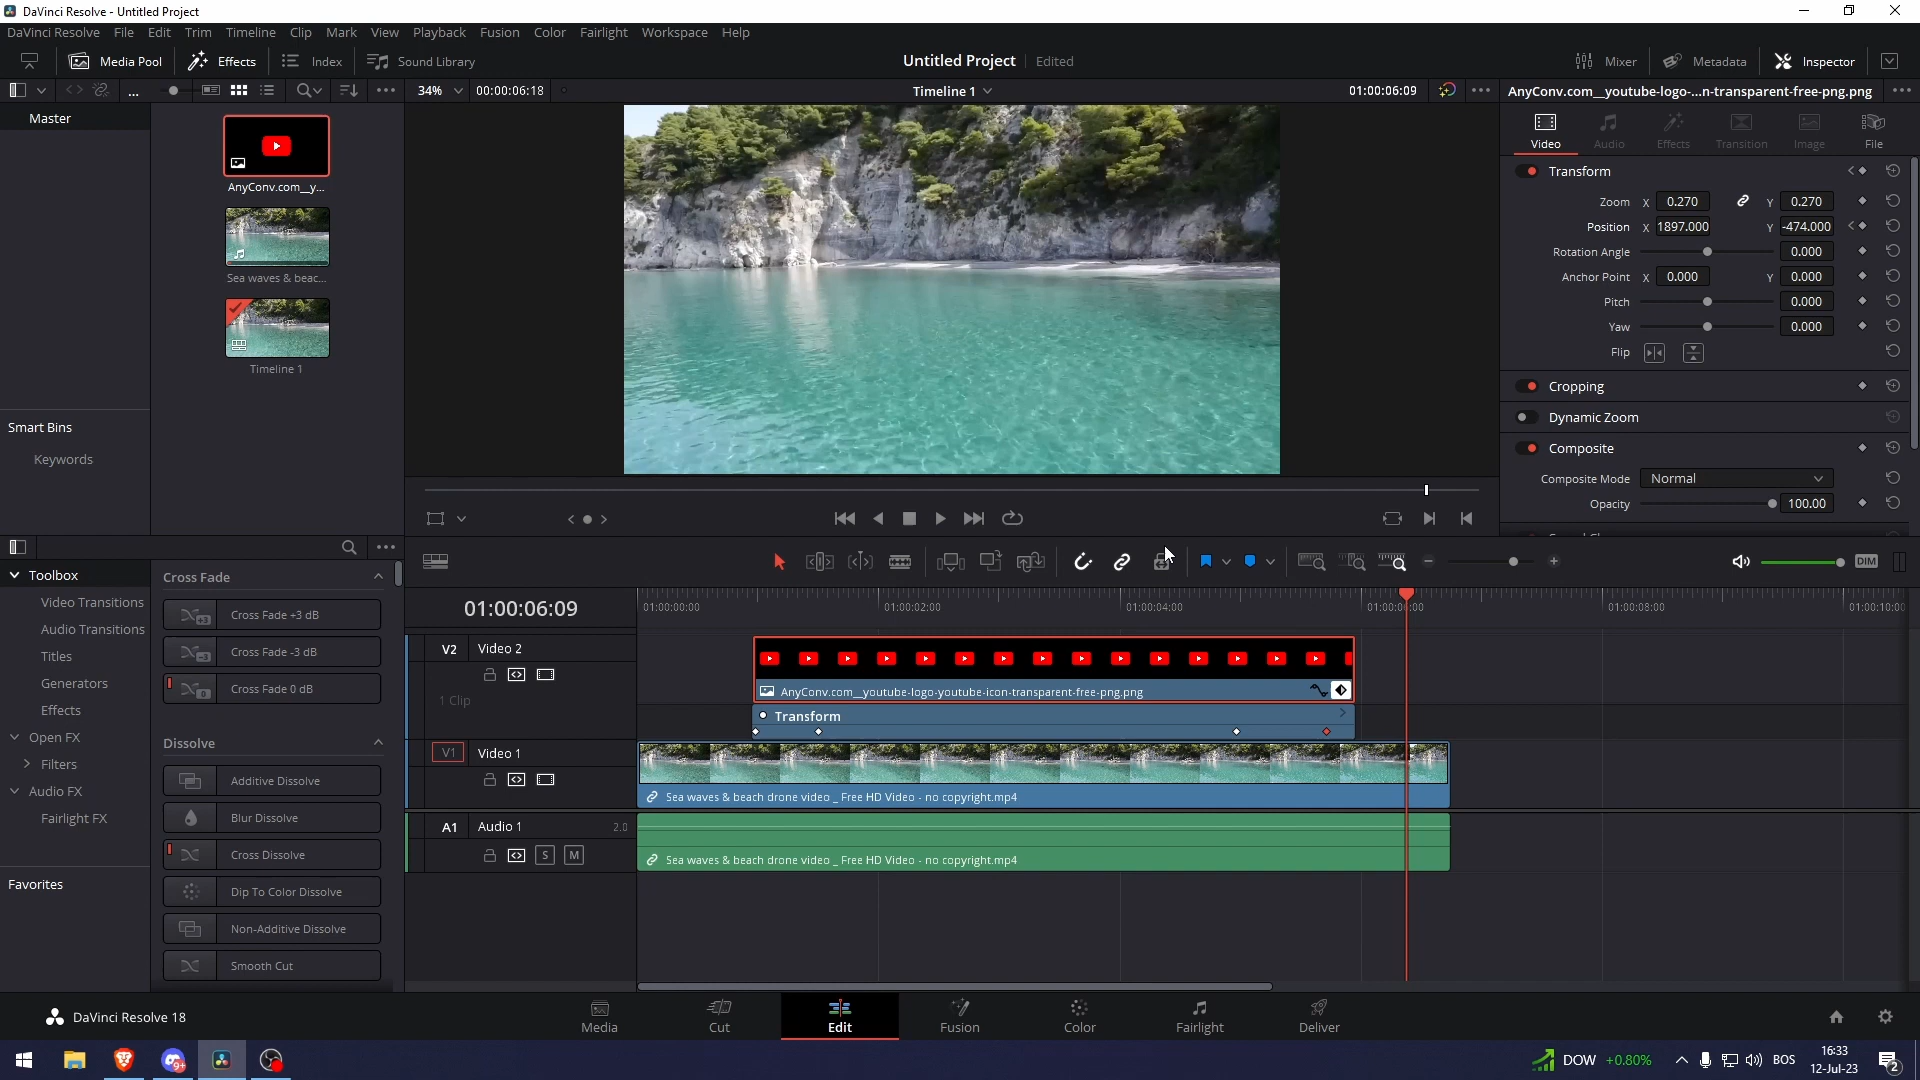 DaVinci Resolve - Untitled Project
DaVinci Resolve File Edit Trim Timeline Clip Mark View Playback Fusion Color Fairlight Workspace Help
Media Pool Effects Index Sound Library Untitled Project Edited Mixer Metadata Inspector
... 34% 00:00:06:18 Timeline 1 01:00:06:09 AnyConv.com__youtube-logo-...n-transparent-free-png.png
Master
AnyConv.com__y...
Sea waves & beac...
Timeline 1
Smart Bins
Keywords
Video Audio Effects Transition Image File
Transform
Zoom X 0.270 Y 0.270
Position X 1897.000 Y -474.000
Rotation Angle 0.000
Anchor Point X 0.000 Y 0.000
Pitch 0.000
Yaw 0.000
Flip
Cropping
Dynamic Zoom
Composite
Composite Mode Normal
Opacity 100.00
Toolbox
Video Transitions
Audio Transitions
Titles
Generators
Effects
Open FX
Filters
Audio FX
Fairlight FX
Favorites
Cross Fade
+3 Cross Fade +3 dB
-3 Cross Fade -3 dB
0 Cross Fade 0 dB
Dissolve
Additive Dissolve
Blur Dissolve
Cross Dissolve
Dip To Color Dissolve
Non-Additive Dissolve
Smooth Cut
DIM
01:00:06:09
01:00:00:00 01:00:02:00 01:00:04:00 01:00:06:00 01:00:08:00 01:00:10:00
V2 Video 2
1 Clip
AnyConv.com__youtube-logo-youtube-icon-transparent-free-png.png
Transform
V1 Video 1
Sea waves & beach drone video _ Free HD Video - no copyright.mp4
A1 Audio 1 2.0
S M
Sea waves & beach drone video _ Free HD Video - no copyright.mp4
DaVinci Resolve 18
Media Cut Edit Fusion Color Fairlight Deliver
9+
DOW +0.80% BOS
16:33
12-Jul-23
2